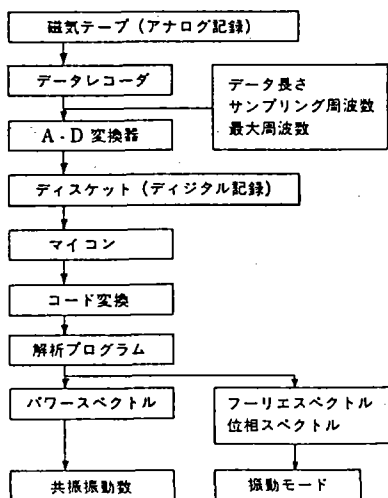 磁気テープ（アナログ記録）
データレコーダ
データ長さ
サンプリング周波数
最大周波数
A・D変換器
ディスケット（ディジタル記録）
マイコン
コード変換
解析プログラム
パワースペクトル
フーリエスペクトル
位相スペクトル
共振振動数
振動モード